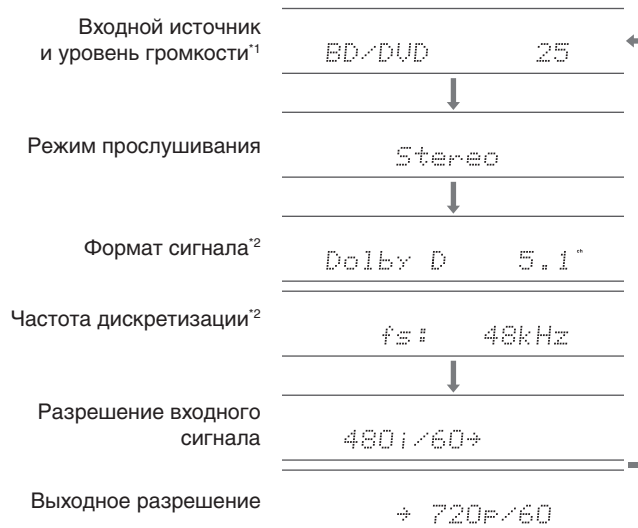 Входной источник
и уровень громкости*1
BD/DVD 25
Режим прослушивания
Stereo
Формат сигнала*2
Dolby D 5.1ch
Частота дискретизации*2
fs: 48kHz
Разрешение входного
сигнала
480i/60→
Выходное разрешение
→ 720p/60